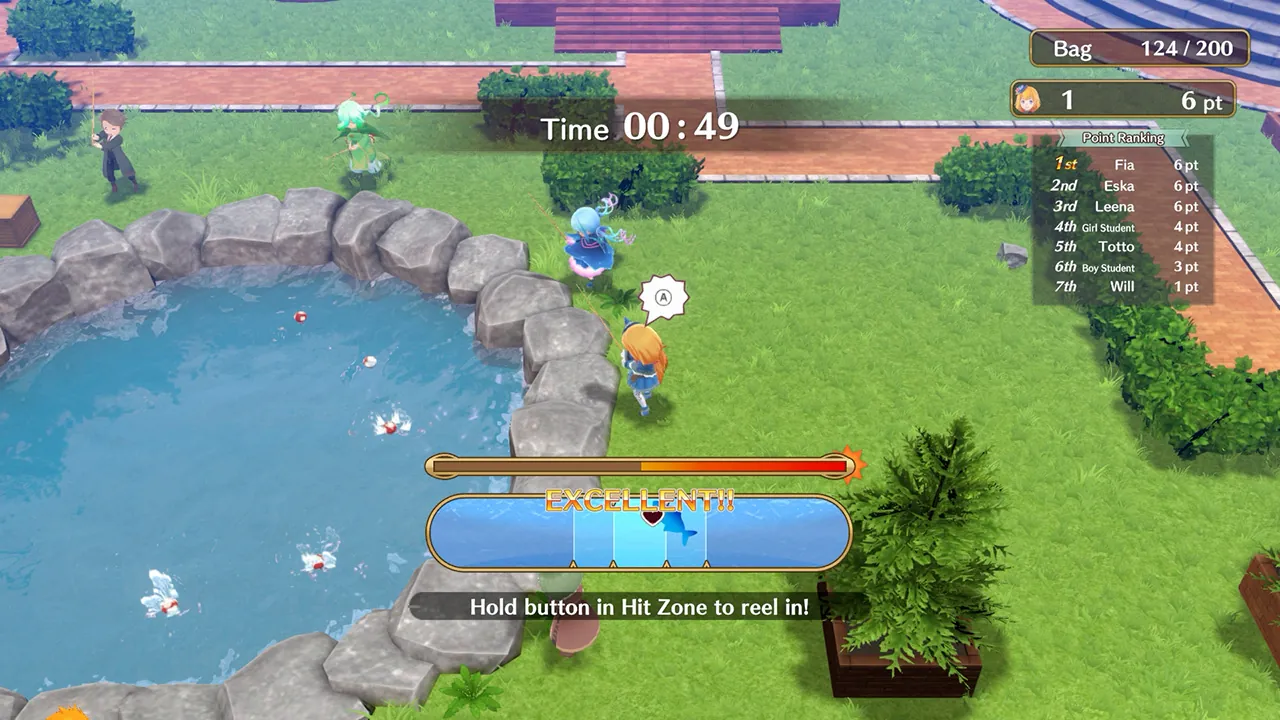 Bag 124 / 200
1 6 pt
Time 00 : 49
Point Ranking
1st Fia 6 pt
2nd Eska 6 pt
3rd Leena 6 pt
4th Girl Student 4 pt
5th Totto 4 pt
6th Boy Student 3 pt
7th Will 1 pt
A
EXCELLENT!!
Hold button in Hit Zone to reel in!